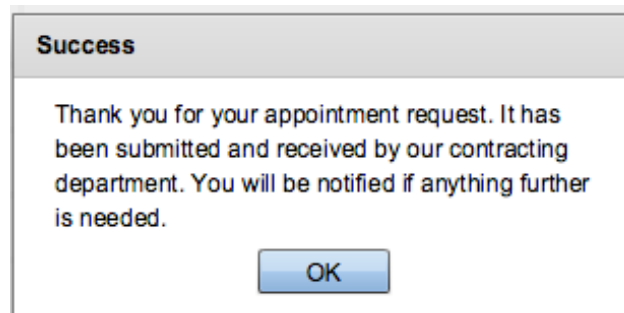 Success
Thank you for your appointment request. It has
been submitted and received by our contracting
department. You will be notified if anything further
is needed.
OK